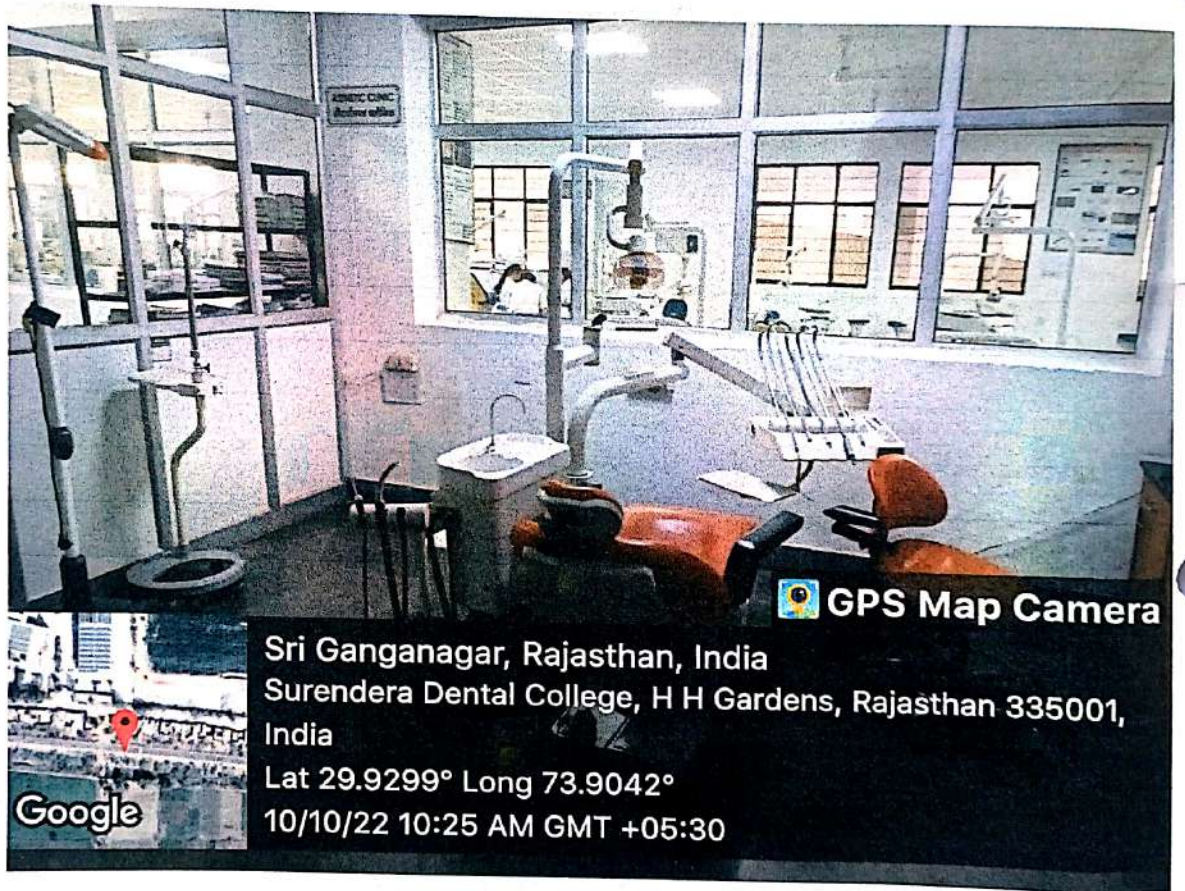 CLINIC
GPS Map Camera
Sri Ganganagar, Rajasthan, India
Surendera Dental College, H H Gardens, Rajasthan 335001,
India
Lat 29.9299° Long 73.9042°
10/10/22 10:25 AM GMT +05:30
Google